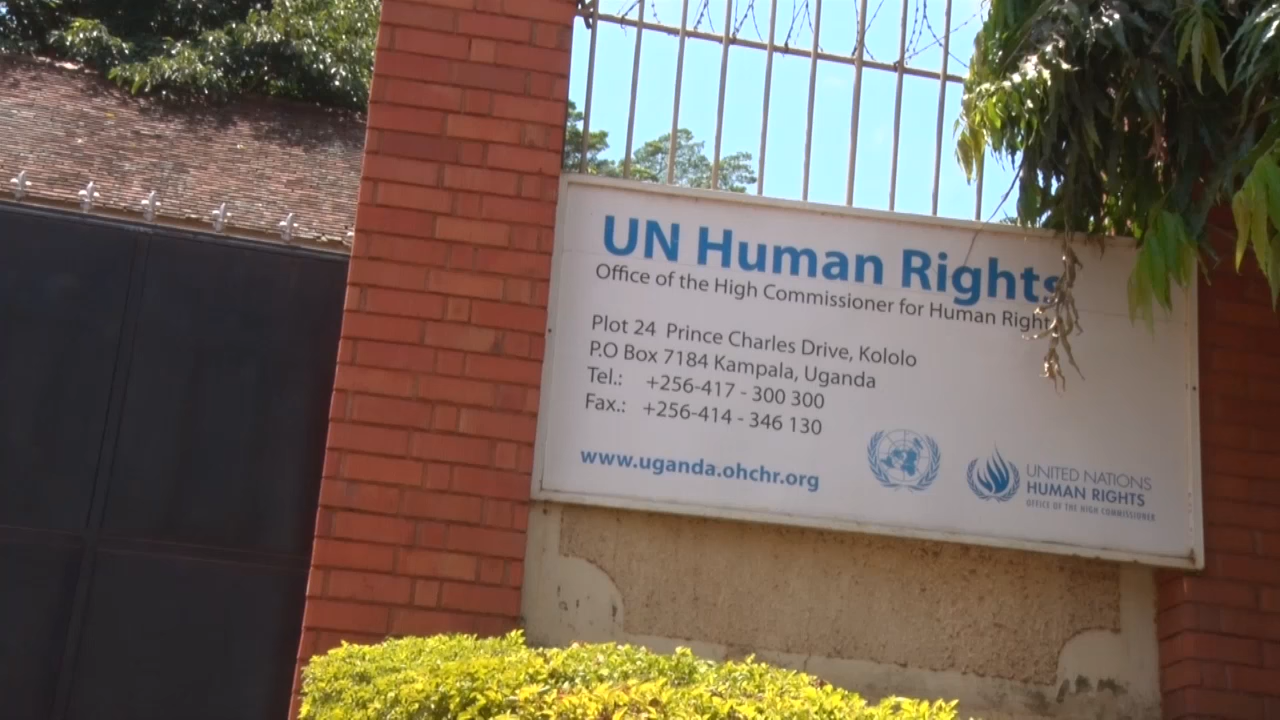 UN Human Rights
Office of the High Commissioner for Human Rights
Plot 24 Prince Charles Drive, Kololo
P.O Box 7184 Kampala, Uganda
Tel.: +256-417 - 300 300
Fax.: +256-414 - 346 130
www.uganda.ohchr.org
UNITED NATIONS
HUMAN RIGHTS
OFFICE OF THE HIGH COMMISSIONER